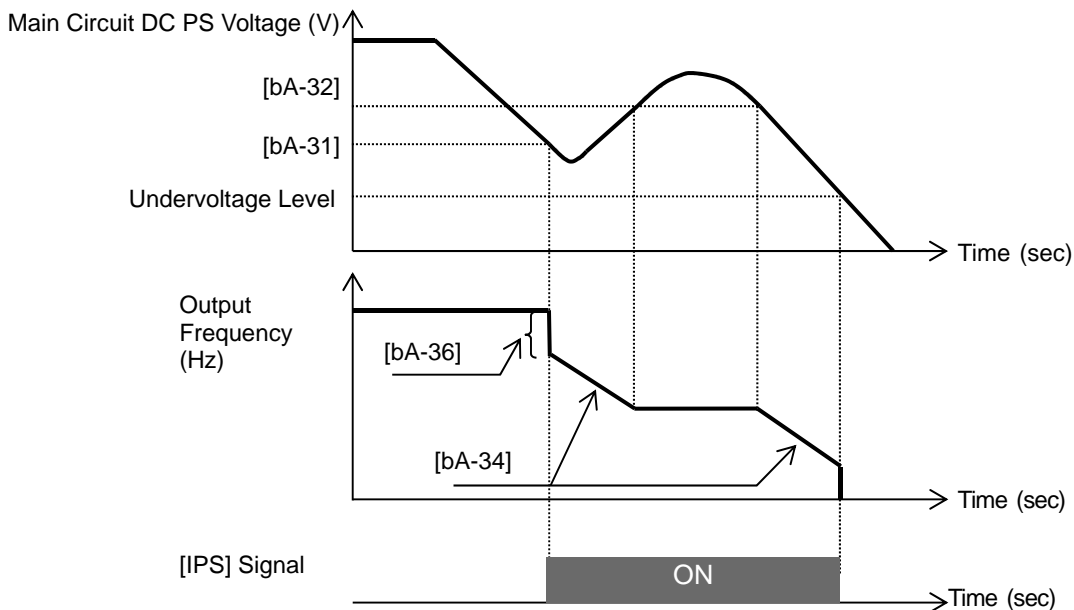 Main Circuit DC PS Voltage (V)
[bA-32]
[bA-31]
Undervoltage Level
Time (sec)
Output
Frequency
(Hz)
[bA-36]
[bA-34]
Time (sec)
[IPS] Signal
ON
Time (sec)